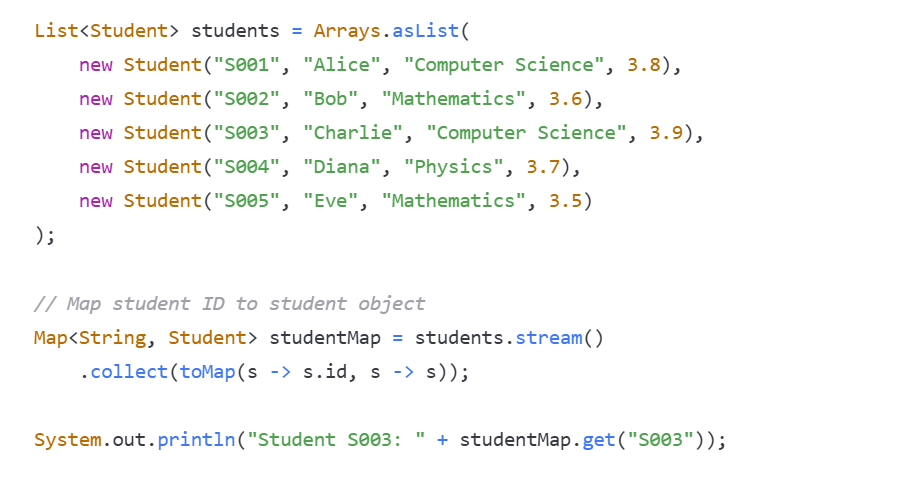 List<Student> students = Arrays.asList(
    new Student("S001", "Alice", "Computer Science", 3.8),
    new Student("S002", "Bob", "Mathematics", 3.6),
    new Student("S003", "Charlie", "Computer Science", 3.9),
    new Student("S004", "Diana", "Physics", 3.7),
    new Student("S005", "Eve", "Mathematics", 3.5)
);

// Map student ID to student object
Map<String, Student> studentMap = students.stream()
    .collect(toMap(s -> s.id, s -> s));

System.out.println("Student S003: " + studentMap.get("S003"));